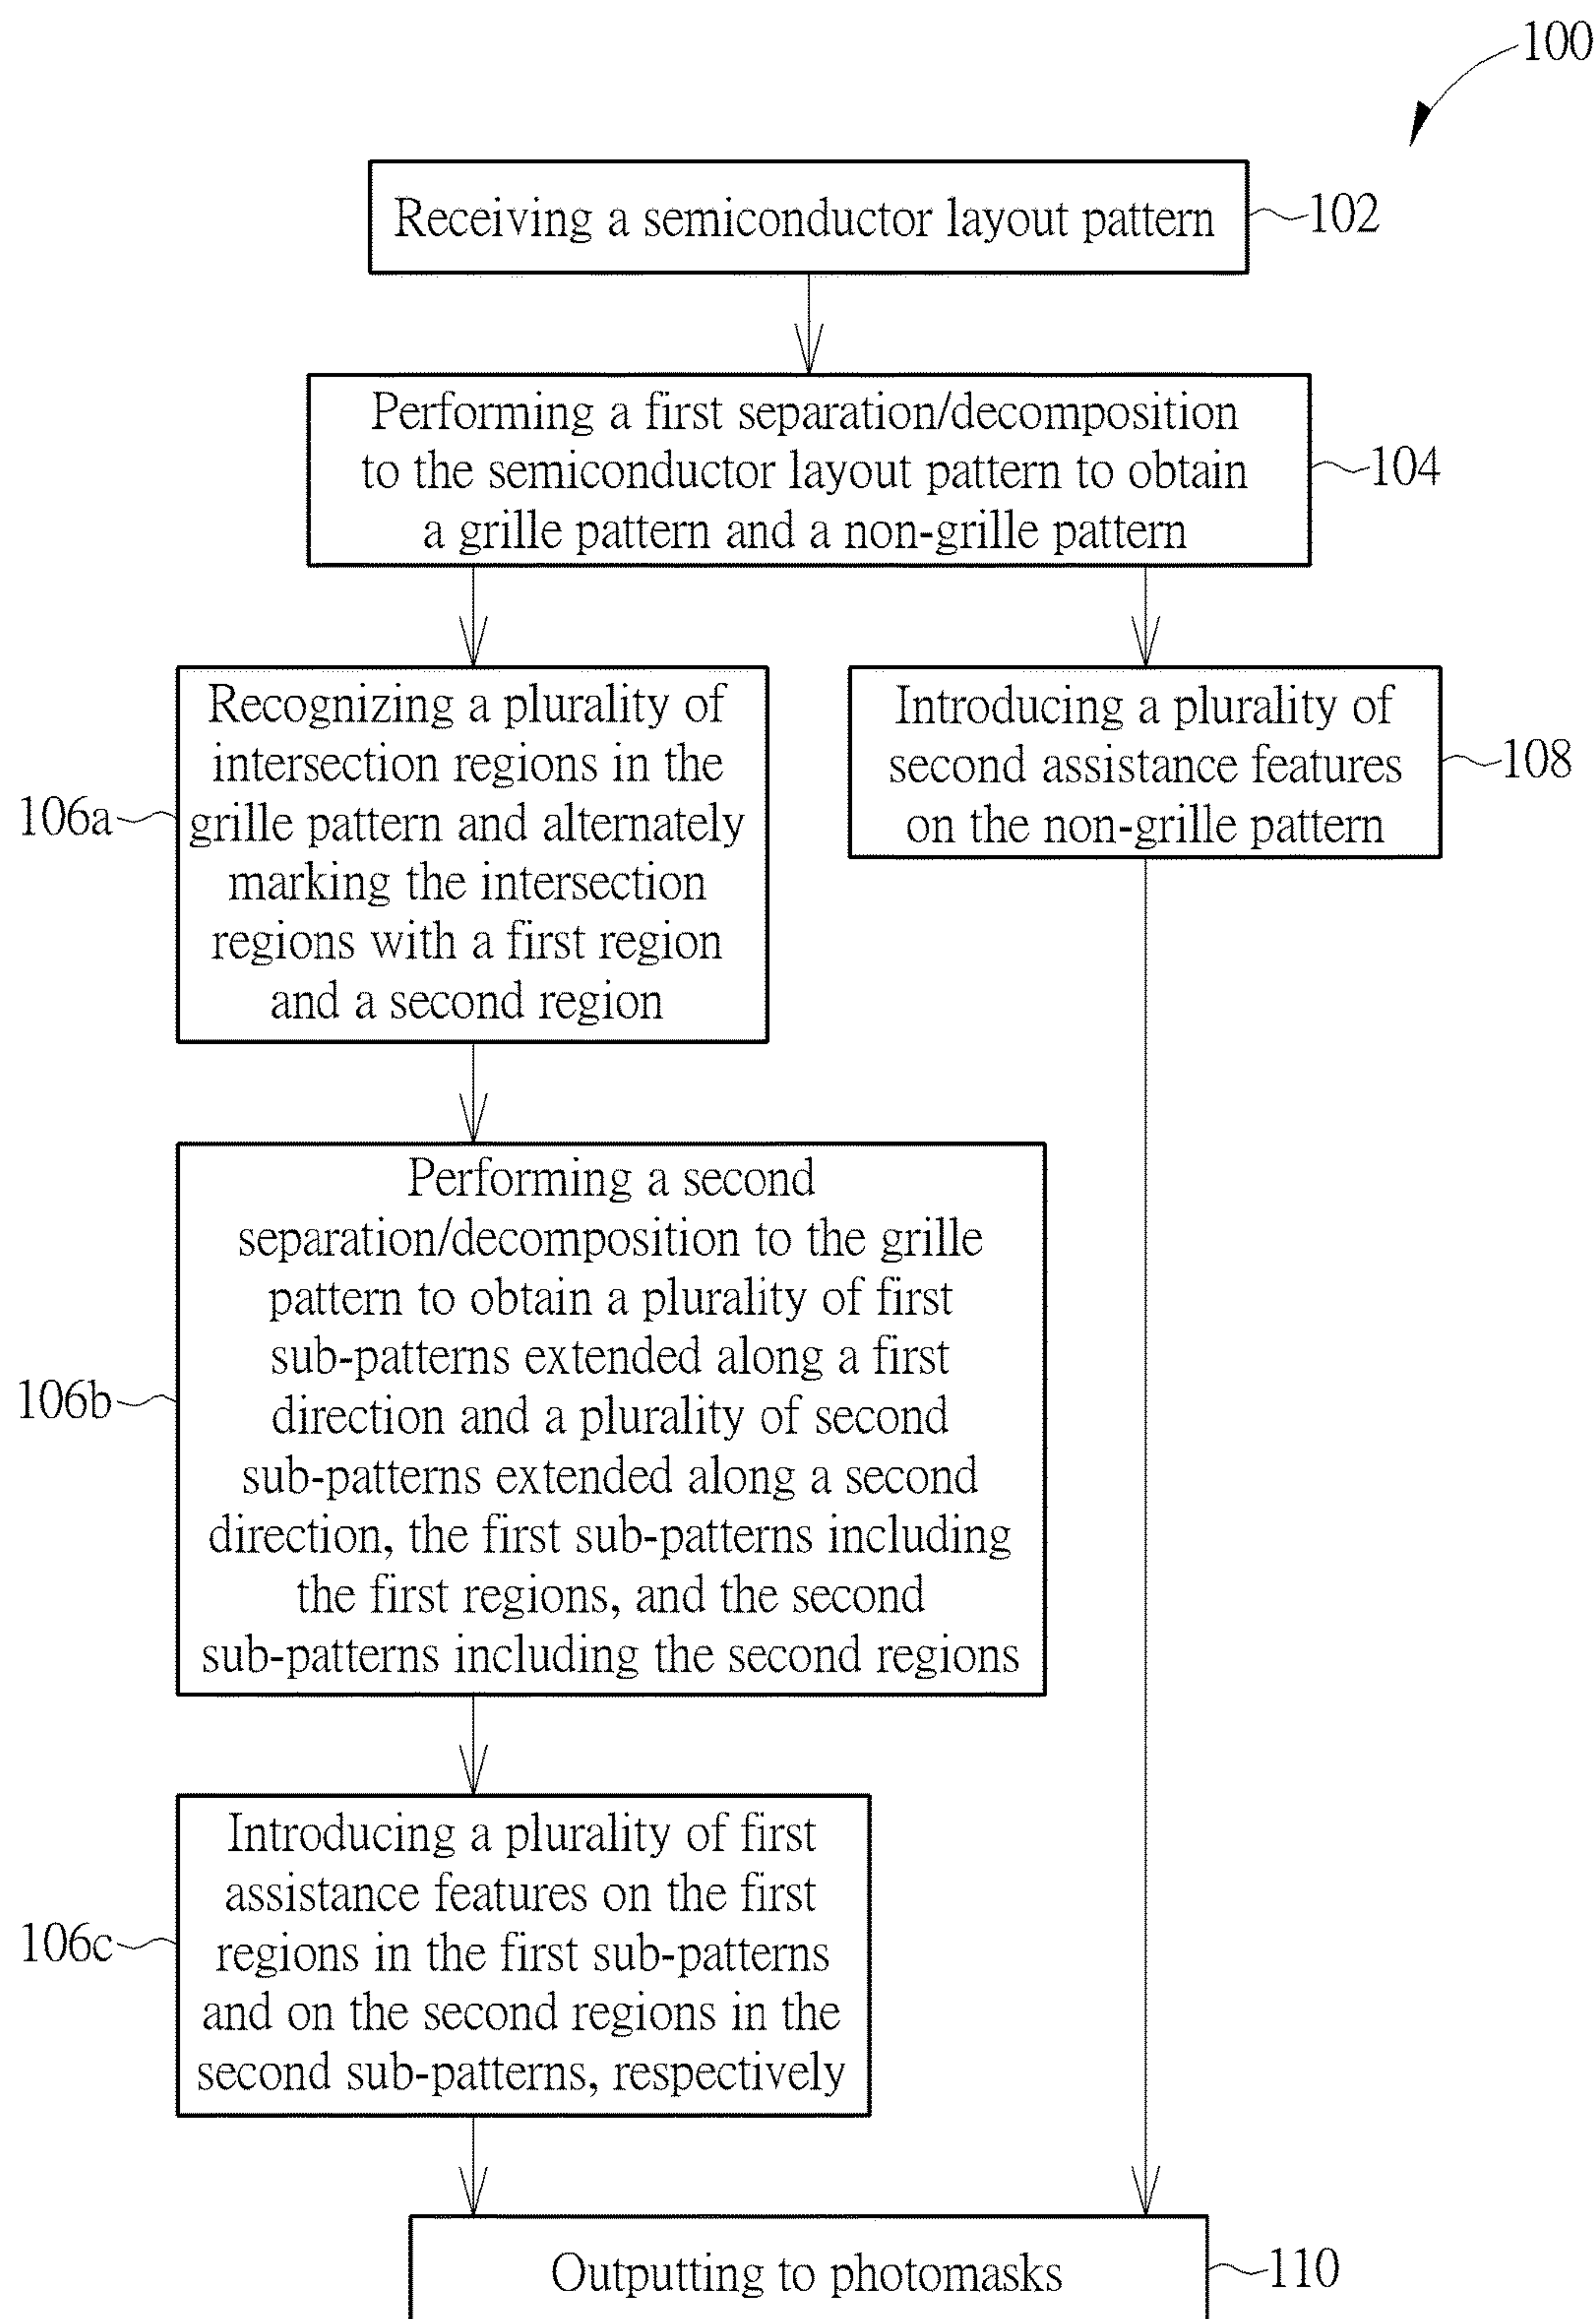 100
Receiving a semiconductor layout pattern
102
Performing a first separation/decomposition
to the semiconductor layout pattern to obtain
a grille pattern and a non-grille pattern
104
Recognizing a plurality of
intersection regions in the
grille pattern and alternately
marking the intersection
regions with a first region
and a second region
106a
Introducing a plurality of
second assistance features
on the non-grille pattern
108
Performing a second
separation/decomposition to the grille
pattern to obtain a plurality of first
sub-patterns extended along a first
direction and a plurality of second
sub-patterns extended along a second
direction, the first sub-patterns including
the first regions, and the second
sub-patterns including the second regions
106b
Introducing a plurality of first
assistance features on the first
regions in the first sub-patterns
and on the second regions in the
second sub-patterns, respectively
106c
Outputting to photomasks
110